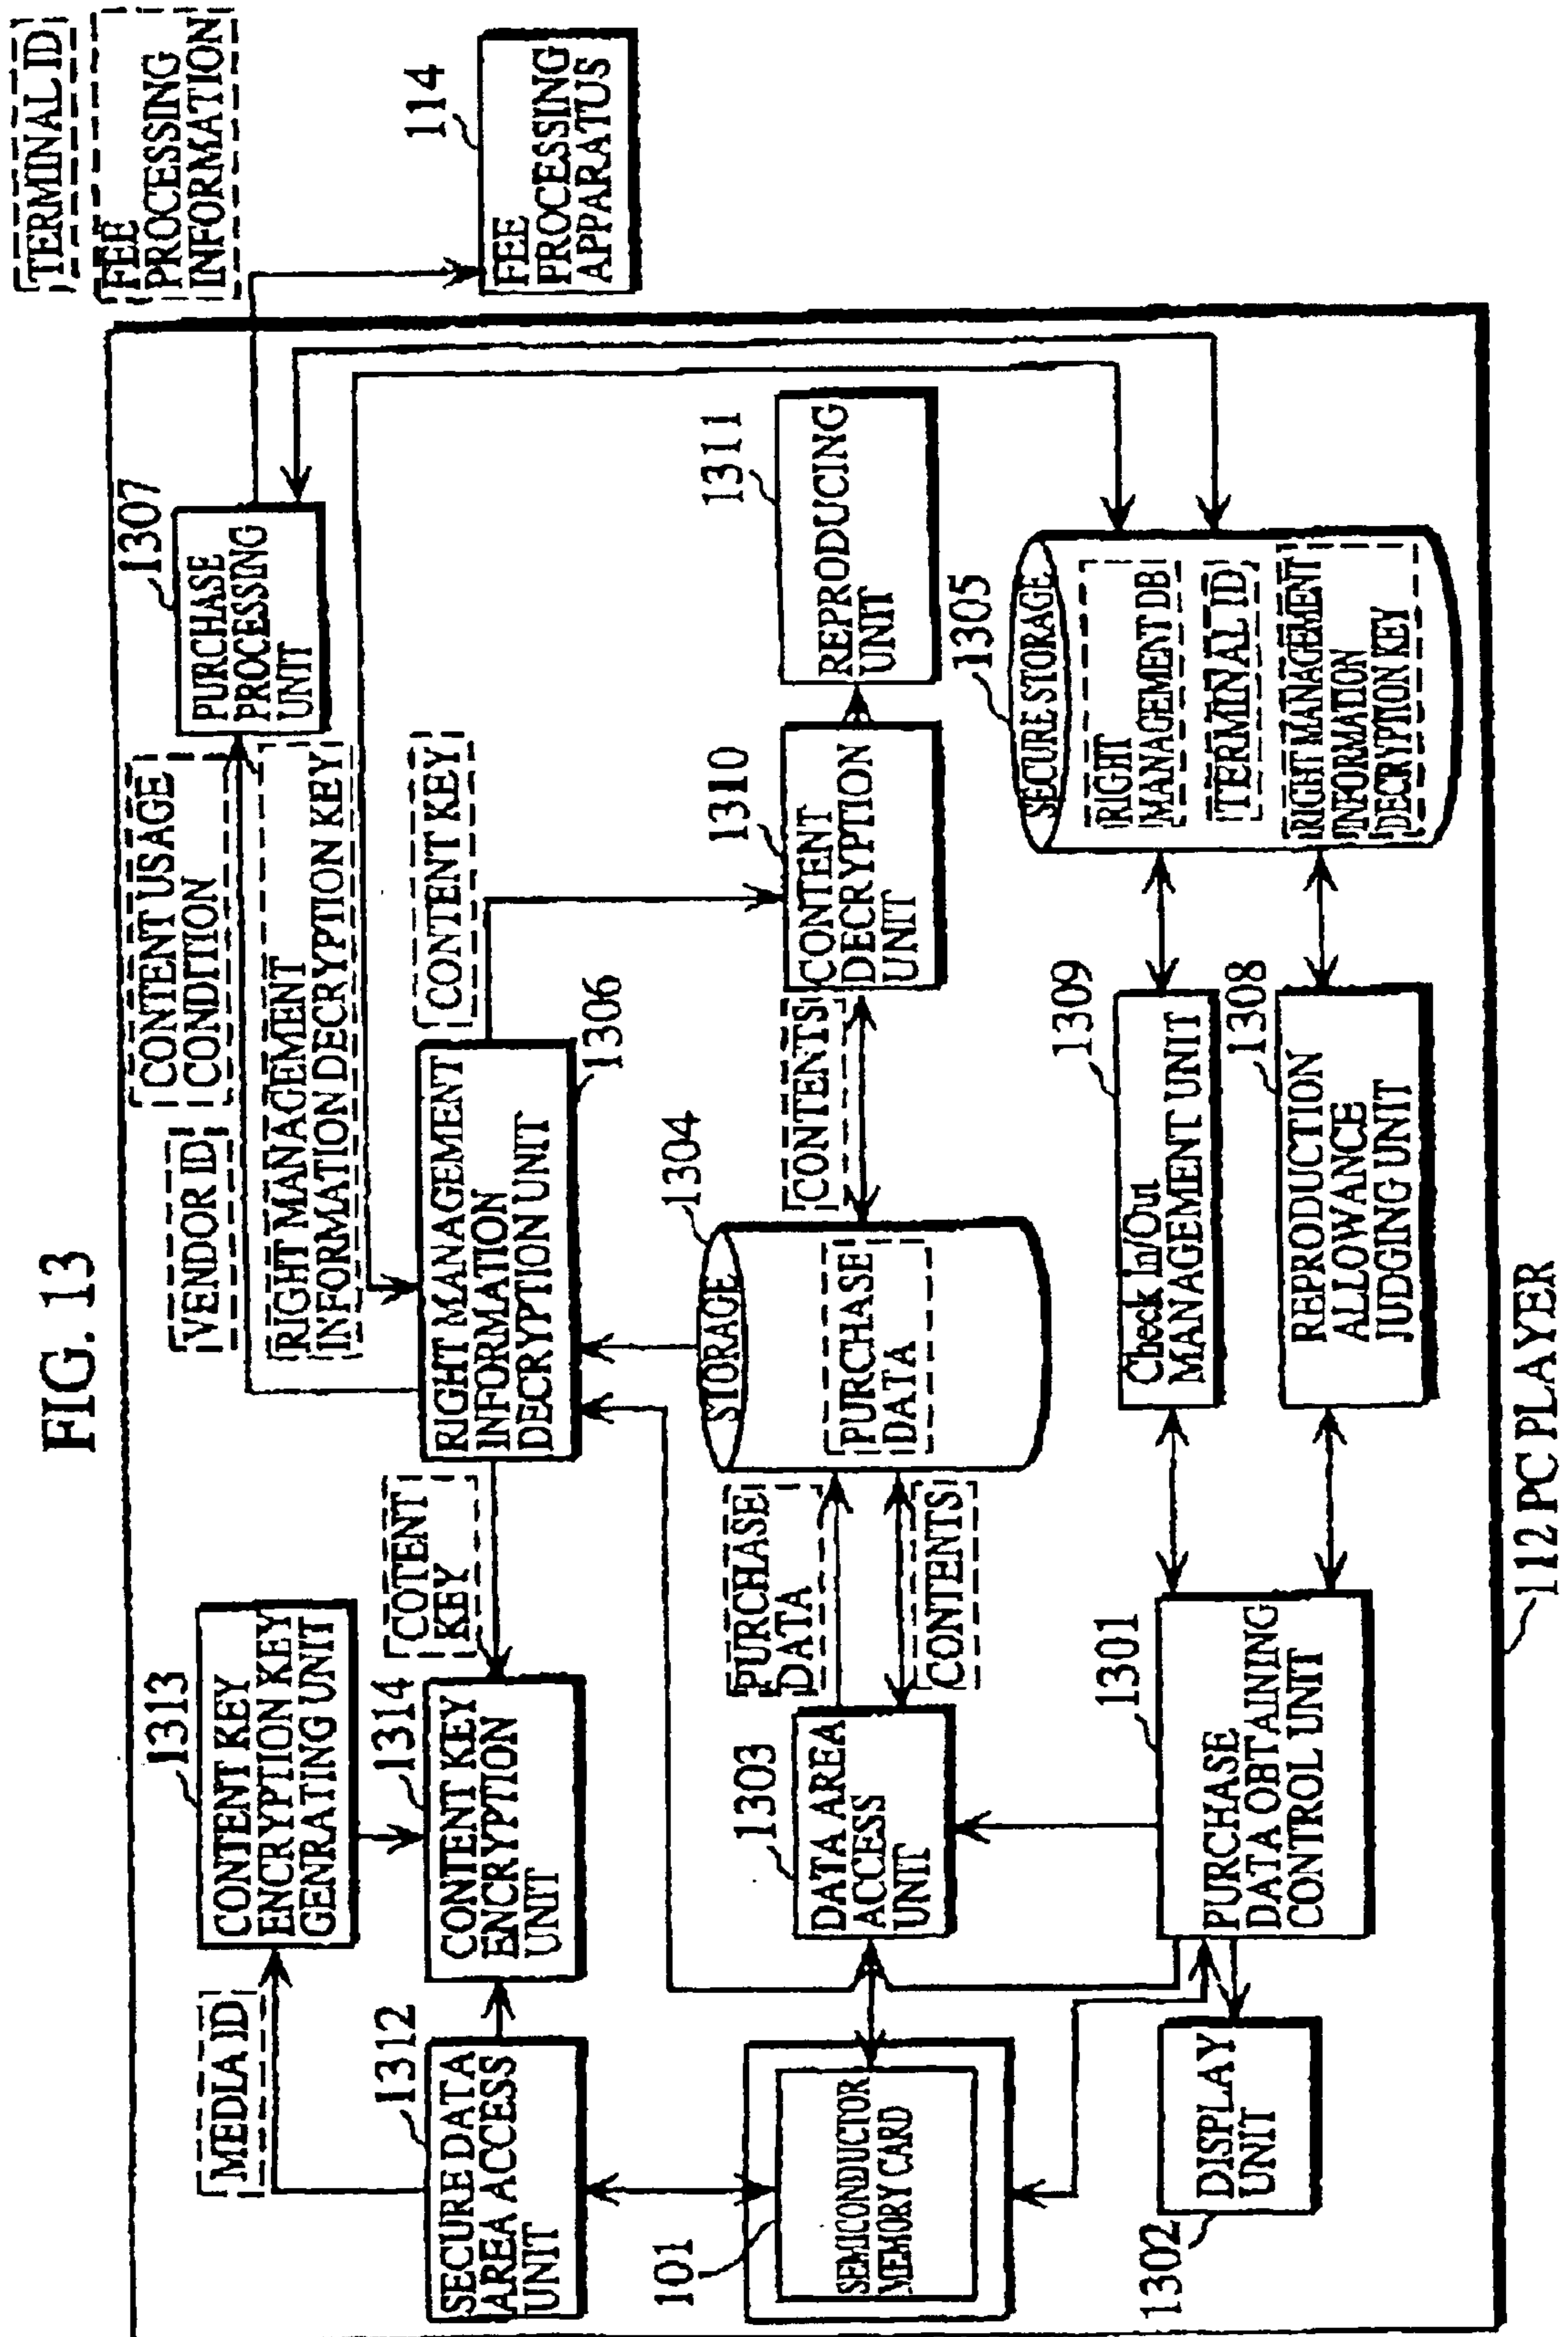 FIG. 13
TERMINAL ID
FEE
PROCESSING
INFORMATION
MEDLA ID
1313
CONTENT KEY
ENCRYPTION KEY
GENRATING UNIT
VENDOR ID
CONTENT USAGE
CONDITION
1307
PURCHASE
PROCESSING
UNIT
RIGHT MANAGEMENT
INFORMATION DECRYPTION KEY
114
FEE
PROCESSING
APPARATUS
1312
SECURE DATA
AREA ACCESS
UNIT
1314
CONTENT KEY
ENCRYPTION
UNIT
COTENT
KEY
RIGHT MANAGEMENT
INFORMATION
DECRYPTION UNIT
1306
CONTENT KEY
101
SEMICONDUCTOR
MEMORY CARD
1303
DATA AREA
ACCESS
UNIT
PURCHASE
DATA
CONTENTS
1304
STORAGE
PURCHASE
DATA
CONTENTS
1310
CONTENT
DECRYPTION
UNIT
1311
REPRODUCING
UNIT
1302
DISPLAY
UNIT
1301
PURCHASE
DATA OBTAINING
CONTROL UNIT
1309
Check In/Out
MANAGEMENT UNIT
1308
REPRODUCTION
ALLOWANCE
JUDGING UNIT
1305
SECURE STORAGE
RIGHT
MANAGEMENT DB
TERMINAL ID
RIGHT MANAGEMENT
INFORMATION
DECRYPTION KEY
112 PC PLAYER